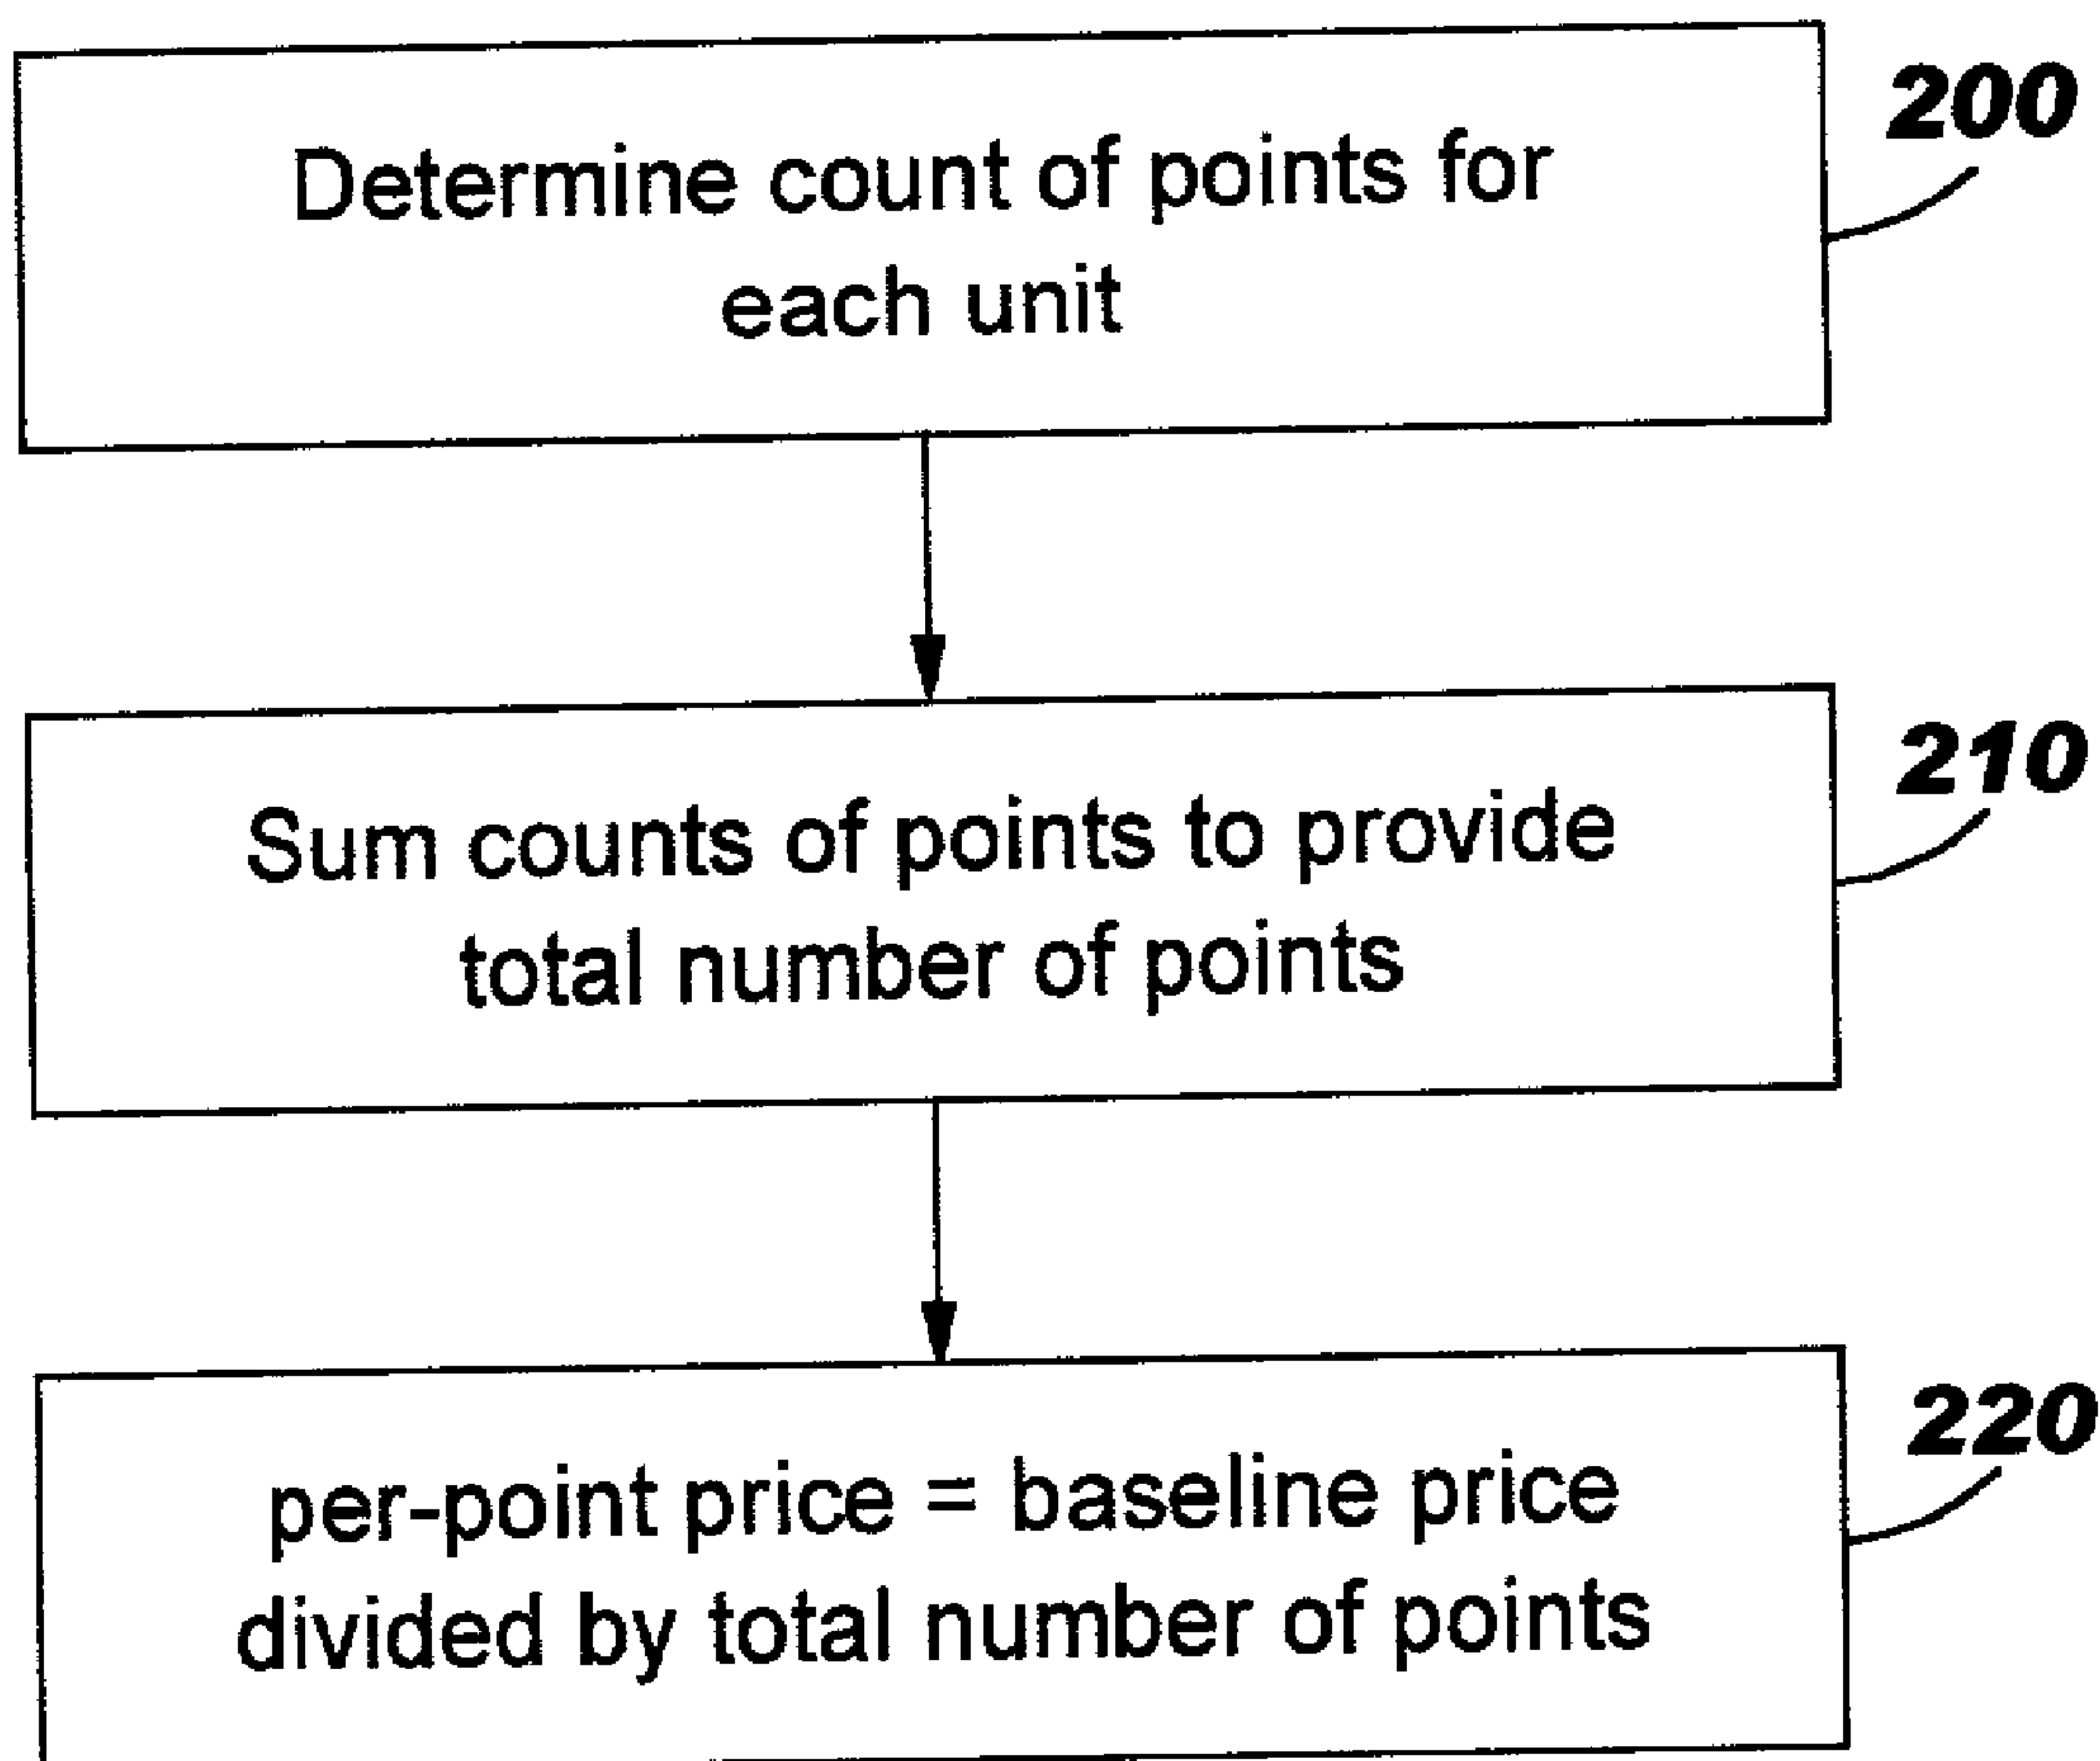 200
Determine count of points for
each unit
210
Sum counts of points to provide
total number of points
220
per-point price = baseline price
divided by total number of points